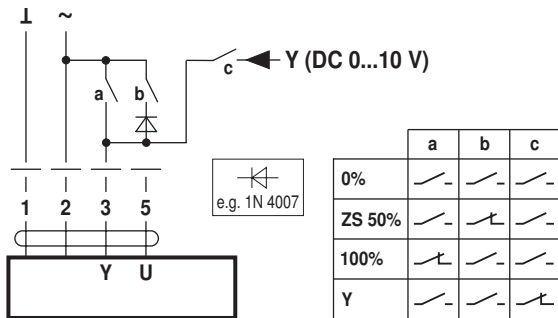 ⊥ ~
Y (DC 0...10 V)
c
a b
e.g. 1N 4007
1 2 3 5
Y U
a b c
0%
ZS 50%
100%
Y